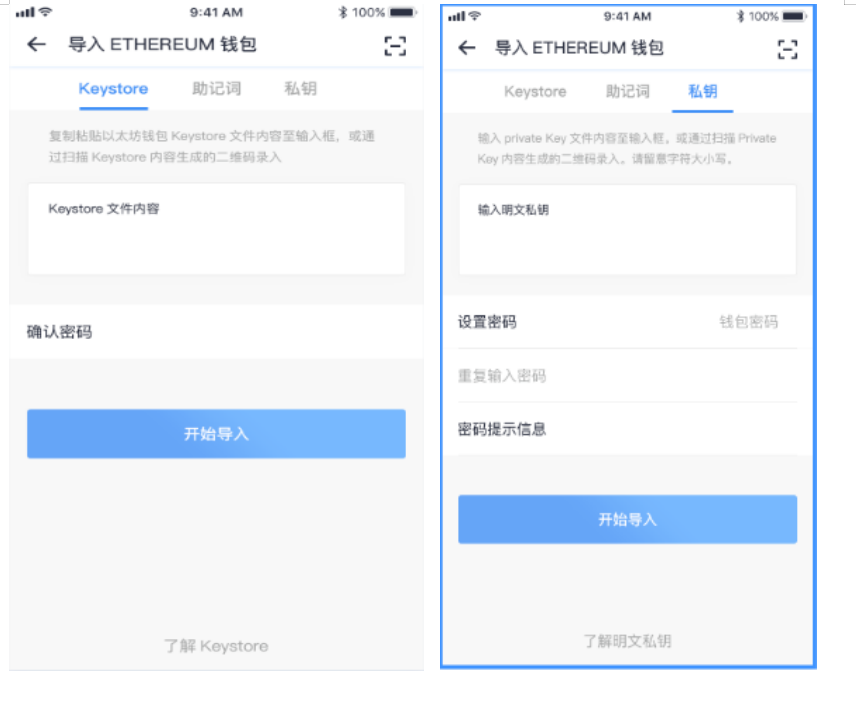 9:41 AM
100%
导入 ETHEREUM 钱包
Keystore 助记词 私钥
复制粘贴以太坊钱包 Keystore 文件内容至输入框，或通
过扫描 Keystore 内容生成的二维码录入
Keystore 文件内容
确认密码
开始导入
了解 Keystore
9:41 AM
100%
导入 ETHEREUM 钱包
Keystore 助记词 私钥
输入 private Key 文件内容至输入框，或通过扫描 Private
Key 内容生成的二维码录入。请留意字符大小写。
输入明文私钥
设置密码 钱包密码
重复输入密码
密码提示信息
开始导入
了解明文私钥